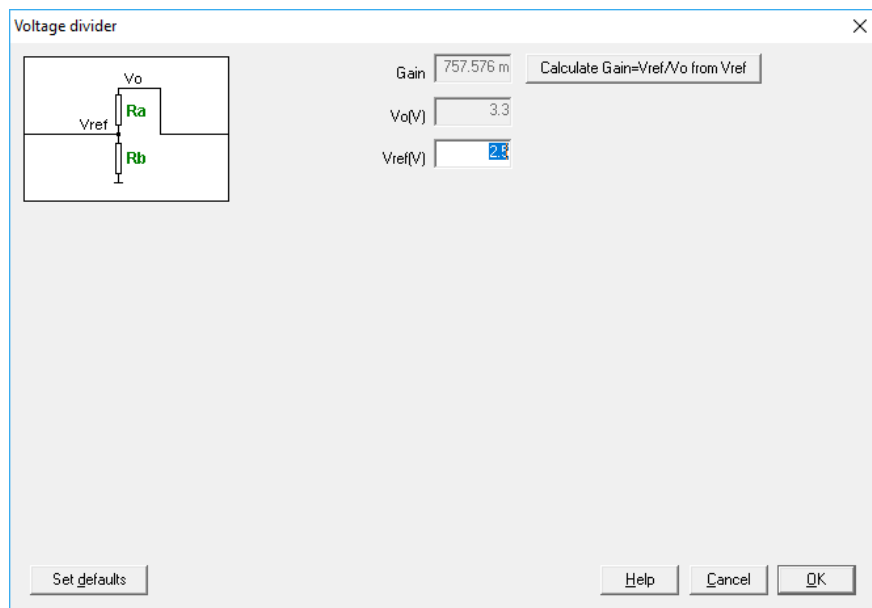 Voltage divider
Vo
Ra
Vref
Rb
Gain 757.576 m Calculate Gain=Vref/Vo from Vref
Vo(V) 3.3
Vref(V) 2.5
Set defaults Help Cancel OK